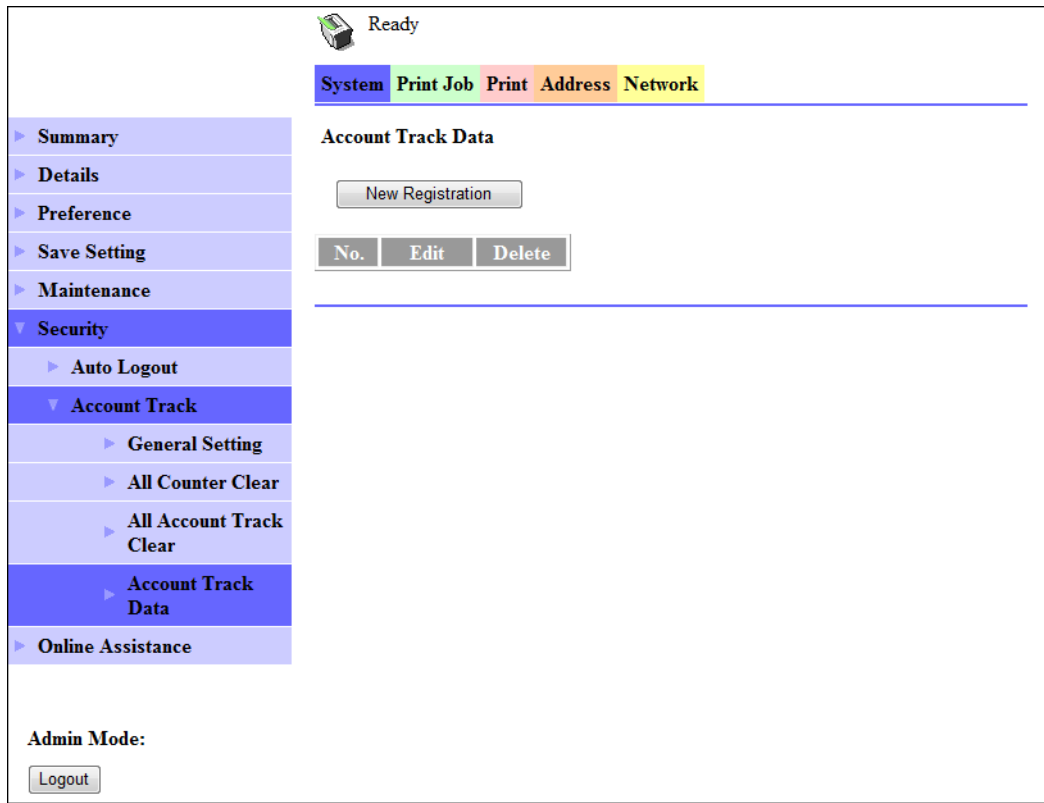 Ready
System Print Job Print Address Network
Summary
Details
Preference
Save Setting
Maintenance
Security
Auto Logout
Account Track
General Setting
All Counter Clear
All Account Track
Clear
Account Track
Data
Online Assistance
Admin Mode:
Logout
Account Track Data
New Registration
No. Edit Delete